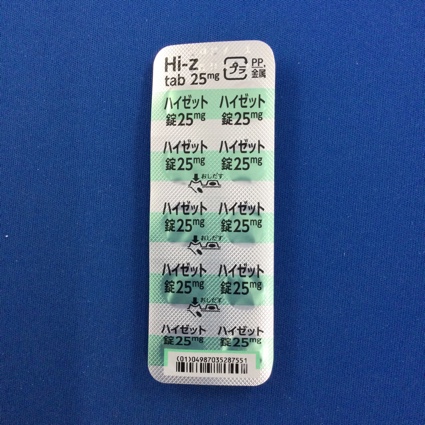 Hi-z
tab 25mg
プラ
PP,
金属
ハイゼット ハイゼット
錠25mg 錠25mg
ハイゼット ハイゼット
錠25mg 錠25mg
おしだす
ハイゼット ハイゼット
錠25mg 錠25mg
おしだす
ハイゼット ハイゼット
錠25mg 錠25mg
おしだす
ハイゼット ハイゼット
錠25mg 錠25mg
(01)04987035287551